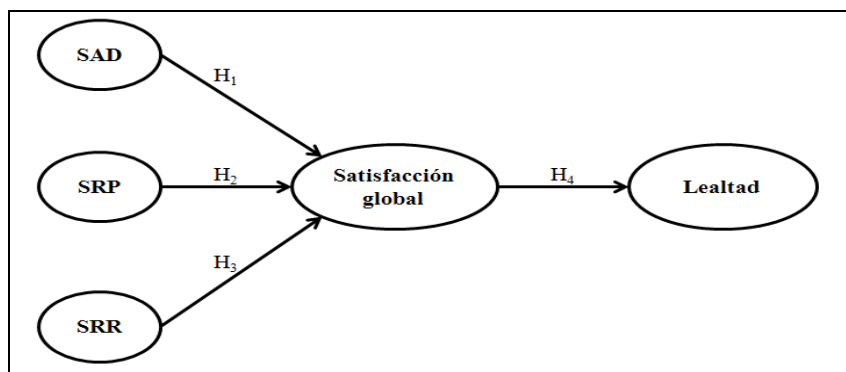 SAD
H₁
SRP
H₂
Satisfacción
global
H₄
Lealtad
H₃
SRR